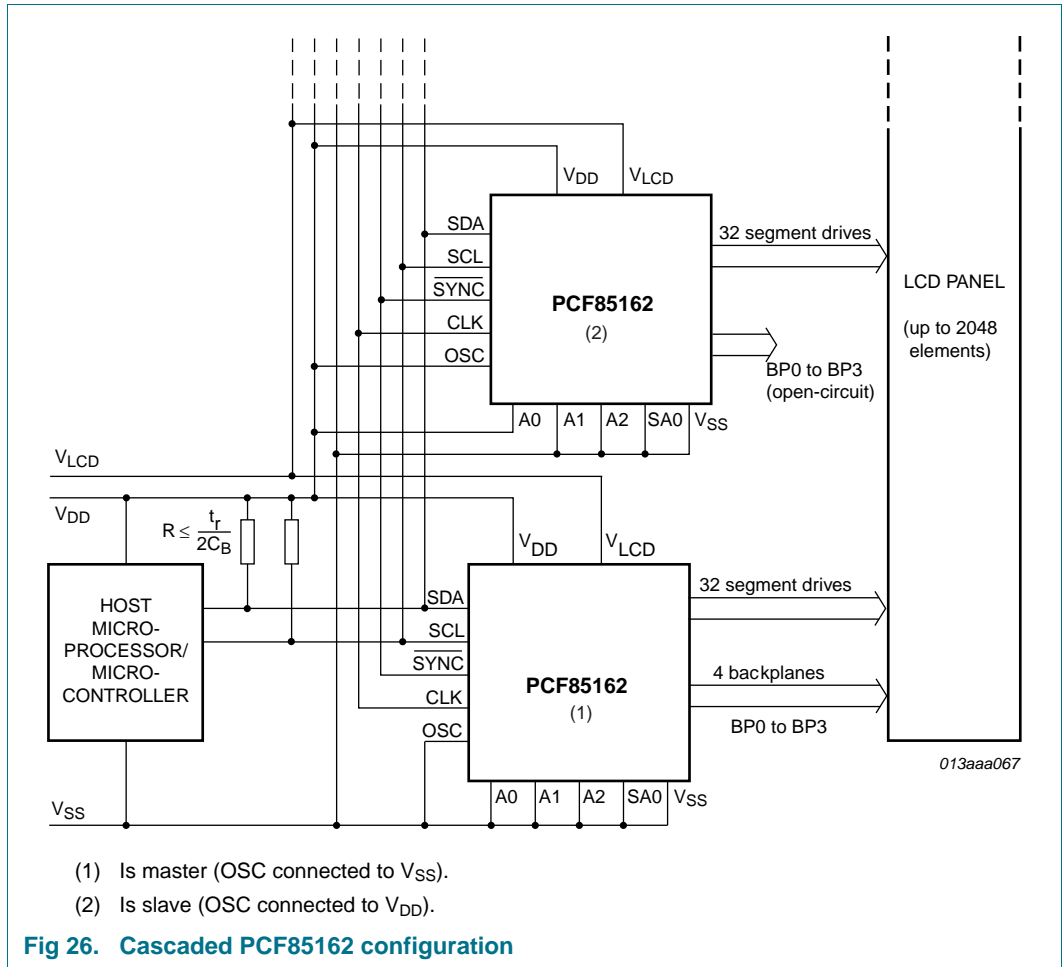 VDD
VLCD
SDA
SCL
SYNC
CLK
OSC
PCF85162
(2)
A0
A1
A2
SA0
VSS
32 segment drives
BP0 to BP3
(open-circuit)
LCD PANEL
(up to 2048
elements)
VLCD
VDD
R ≤ tr
2CB
HOST
MICRO-
PROCESSOR/
MICRO-
CONTROLLER
VSS
VDD
VLCD
SDA
SCL
SYNC
CLK
OSC
PCF85162
(1)
A0
A1
A2
SA0
VSS
32 segment drives
4 backplanes
BP0 to BP3
013aaa067
(1) Is master (OSC connected to VSS).
(2) Is slave (OSC connected to VDD).
Fig 26. Cascaded PCF85162 configuration